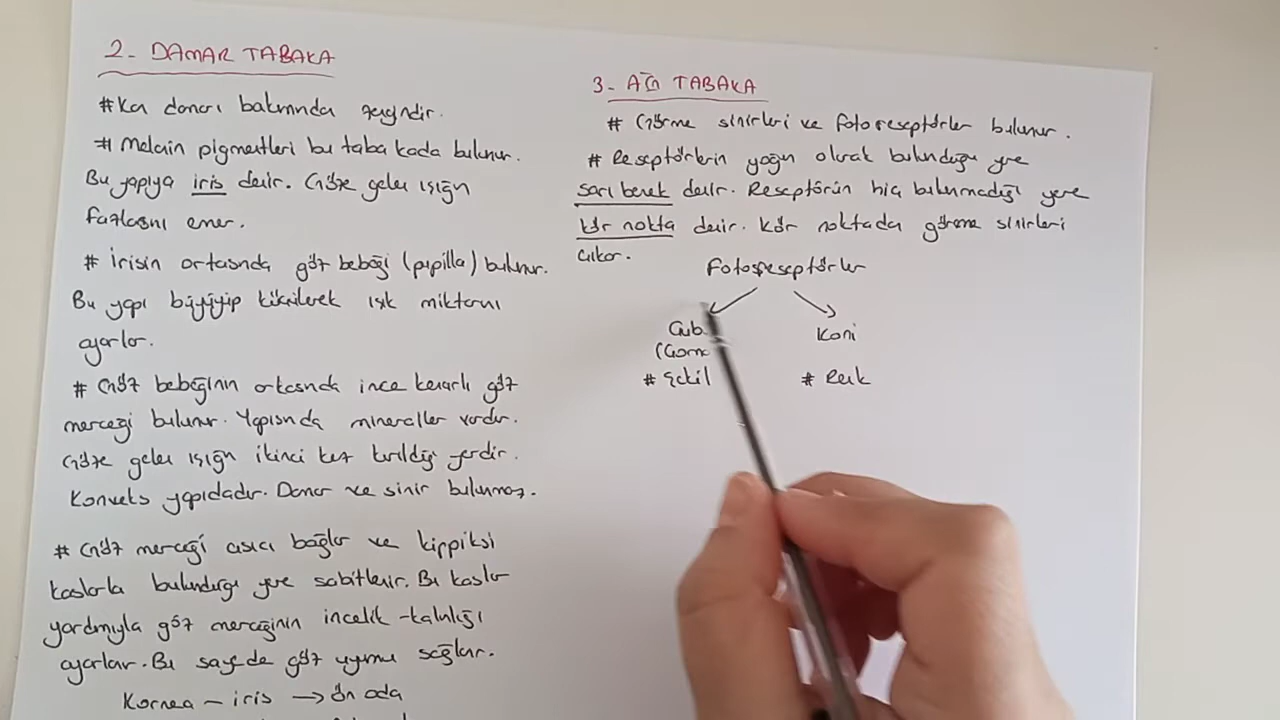 2- DAMAR TABAKA
# Kan damarı bakımında zengindir.
# Melanin pigmentleri bu tabakada bulunur.
Bu yapıya iris denir. Göze gelen ışığın
fazlasını emer.
# İrisin ortasında göz bebeği (pupilla) bulunur.
Bu yapı büyüyüp küçülerek ışık miktarını
ayarlar.
# Göz bebeğinin ortasında ince kenarlı göz
merceği bulunur. Yapısında mineraller vardır.
Göze gelen ışığın ikinci kez kırıldığı yerdir.
Konveks yapıdadır. Damar ve sinir bulunmaz.
# Göz merceği asıcı bağlar ve kirpiksi
kaslarla bulunduğu yere sabitlenir. Bu kaslar
yardımıyla göz merceğinin incelik-kalınlığı
ayarlanır. Bu sayede göz uyumu sağlar.
Kornea - iris → ön oda
3- AĞ TABAKA
# Görme sinirleri ve fotoreseptörler bulunur.
# Reseptörlerin yoğun olarak bulunduğu yere
sarı benek denir. Reseptörün hiç bulunmadığı yere
kör nokta denir. Kör noktada görme sinirleri
çıkar.
Fotoreseptörler
Koni
# Şekil
# Renk